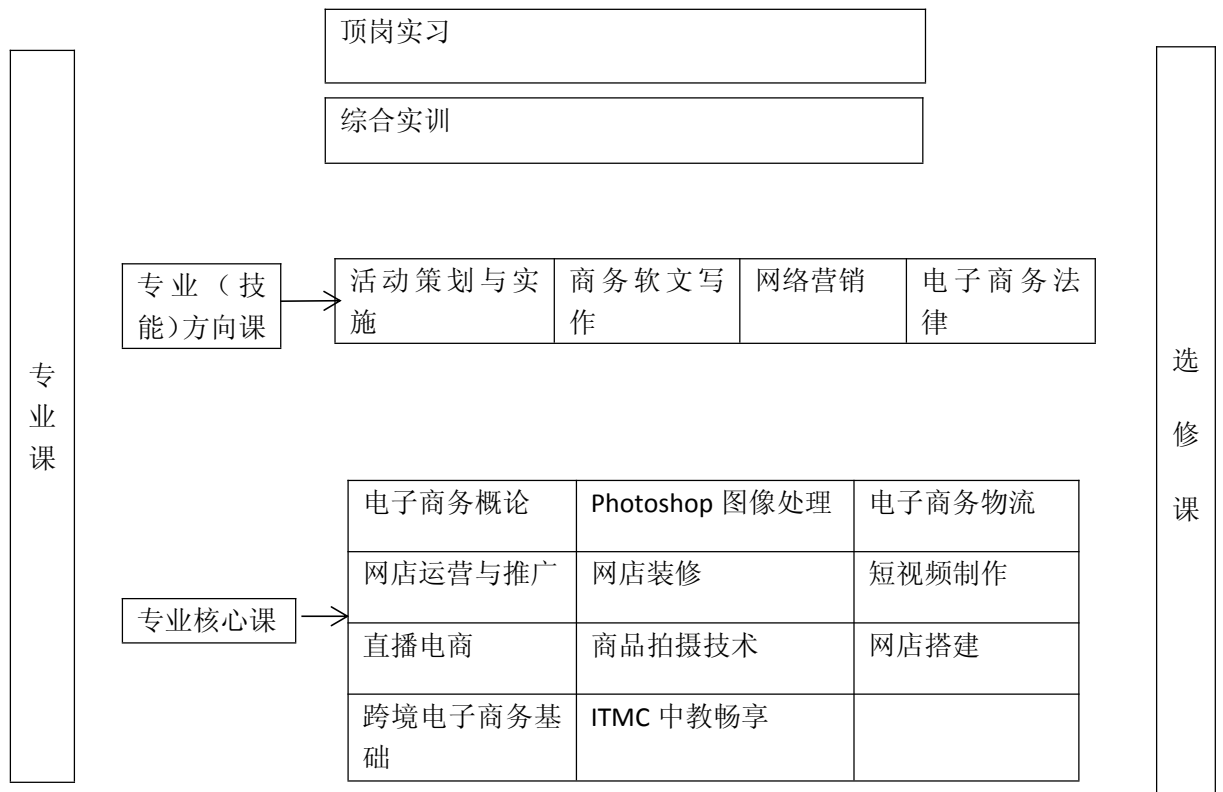 顶岗实习
综合实训
专业（技
能）方向课
活动策划与实
施
商务软文写
作
网络营销
电子商务法
律
专
业
课
选
修
课
电子商务概论
Photoshop 图像处理
电子商务物流
网店运营与推广
网店装修
短视频制作
专业核心课
直播电商
商品拍摄技术
网店搭建
跨境电子商务基
础
ITMC 中教畅享